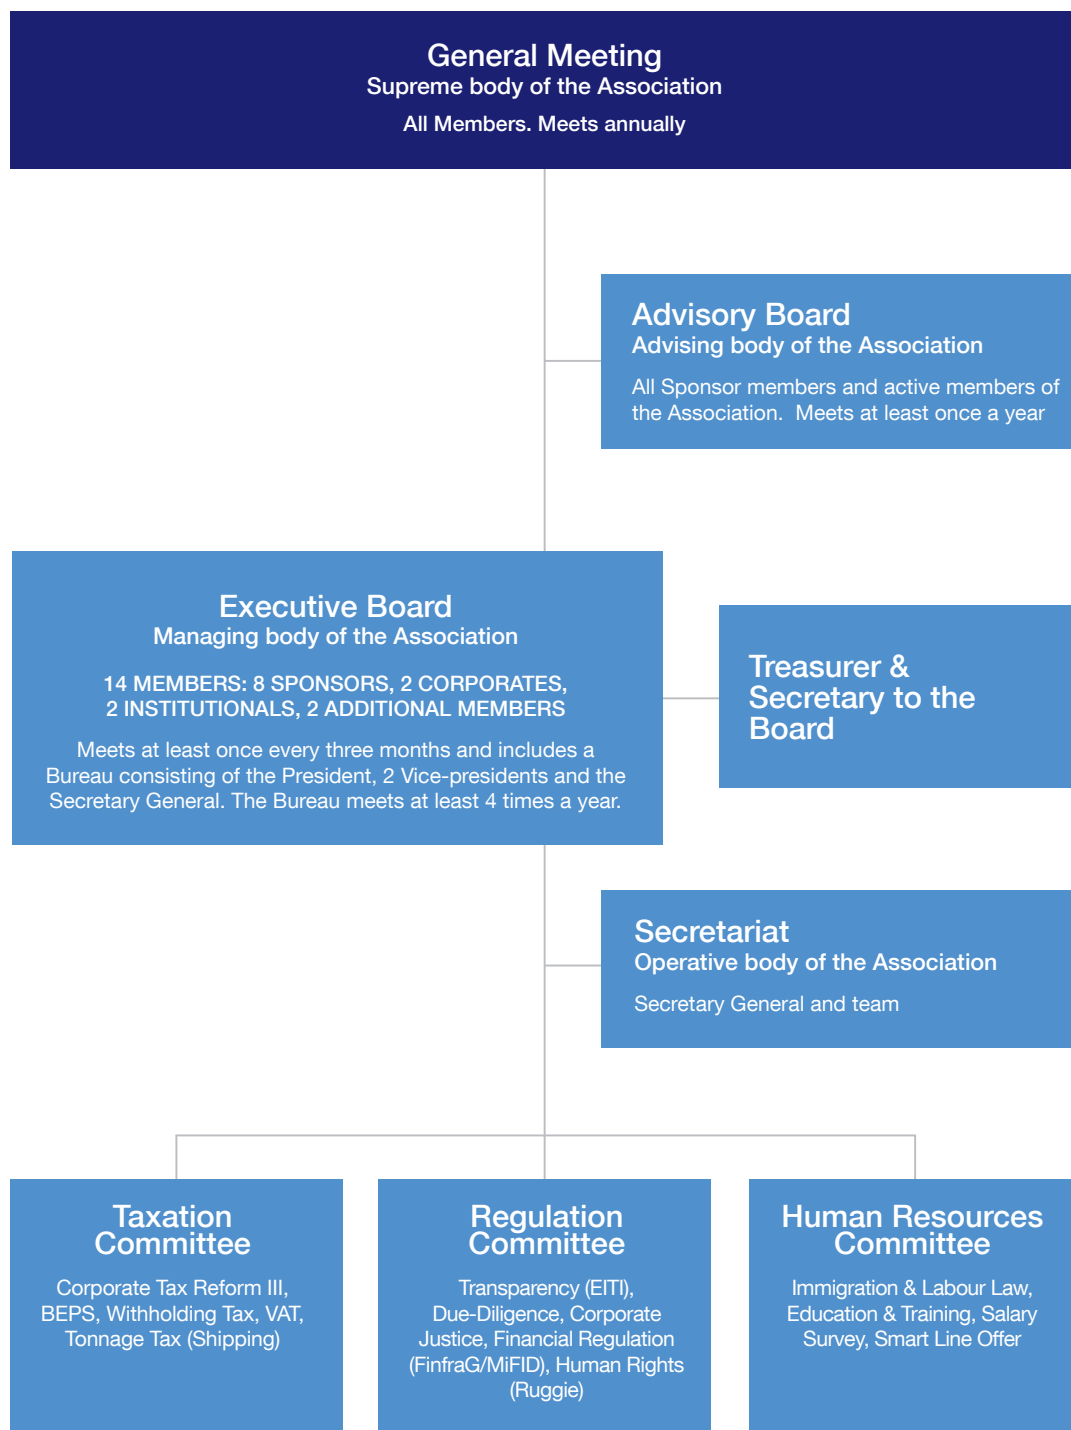 General Meeting
Supreme body of the Association
All Members. Meets annually
Advisory Board
Advising body of the Association
All Sponsor members and active members of
the Association.  Meets at least once a year
Executive Board
Managing body of the Association
14 MEMBERS: 8 SPONSORS, 2 CORPORATES,
2 INSTITUTIONALS, 2 ADDITIONAL MEMBERS
Meets at least once every three months and includes a
Bureau consisting of the President, 2 Vice-presidents and the
Secretary General. The Bureau meets at least 4 times a year.
Treasurer &
Secretary to the
Board
Secretariat
Operative body of the Association
Secretary General and team
Taxation
Committee
Corporate Tax Reform III,
BEPS, Withholding Tax, VAT,
Tonnage Tax (Shipping)
Regulation
Committee
Transparency (EITI),
Due-Diligence, Corporate
Justice, Financial Regulation
(FinfraG/MiFID), Human Rights
(Ruggie)
Human Resources
Committee
Immigration & Labour Law,
Education & Training, Salary
Survey, Smart Line Offer